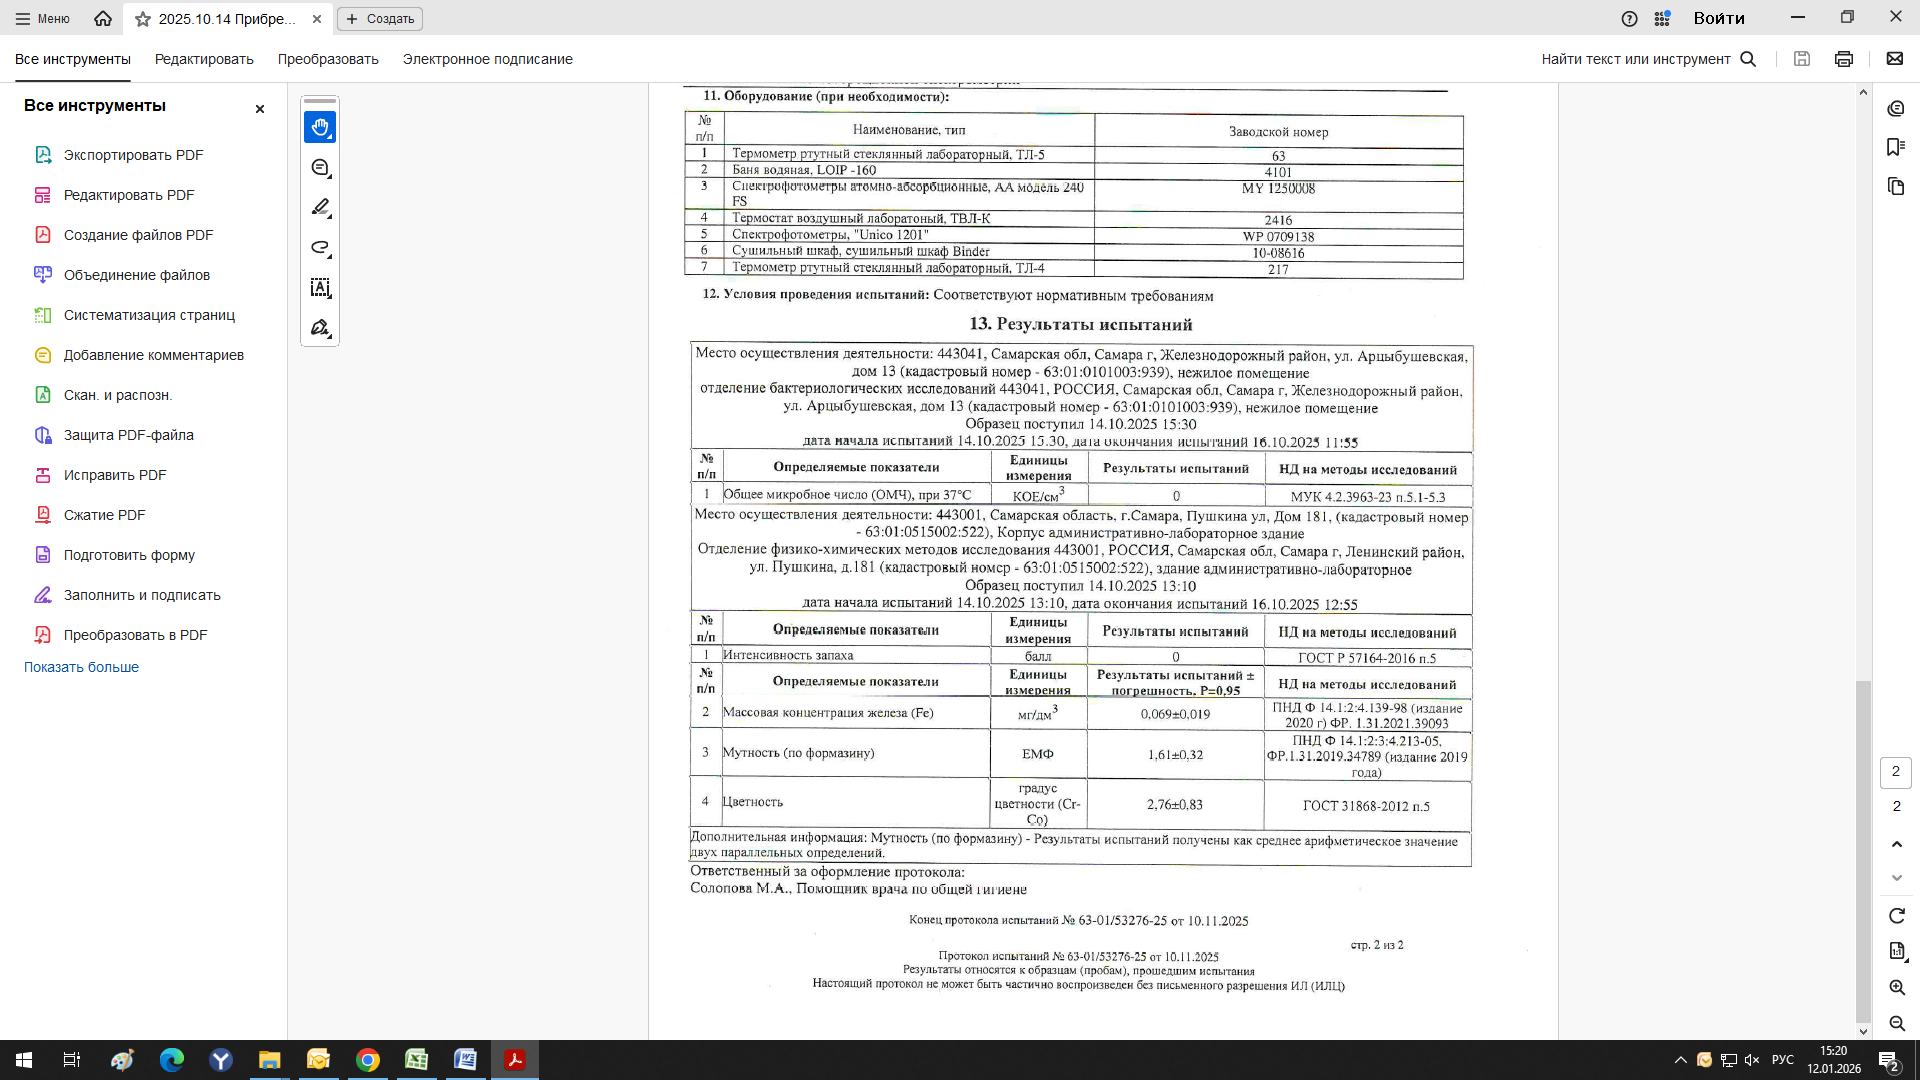 Меню
2025.10.14 Прибре...
Создать
Войти
Все инструменты
Редактировать
Преобразовать
Электронное подписание
Найти текст или инструмент
Все инструменты
Экспортировать PDF
Редактировать PDF
Создание файлов PDF
Объединение файлов
Систематизация страниц
Добавление комментариев
Скан. и распозн.
Защита PDF-файла
Исправить PDF
Сжатие PDF
Подготовить форму
Заполнить и подписать
Преобразовать в PDF
Показать больше
11. Оборудование (при необходимости):
№ п/п Наименование, тип Заводской номер
1 Термометр ртутный стеклянный лабораторный, ТЛ-5 63
2 Баня водяная, LOIP -160 4101
3 Спектрофотометры атомно-абсорбционные, АА модель 240 MY 1250008
FS
4 Термостат воздушный лаборатоный, ТВЛ-К 2416
5 Спектрофотометры, "Unico 1201" WP 0709138
6 Сушильный шкаф, сушильный шкаф Binder 10-08616
7 Термометр ртутный стеклянный лабораторный, ТЛ-4 217
12. Условия проведения испытаний: Соответствуют нормативным требованиям
13. Результаты испытаний
Место осуществления деятельности: 443041, Самарская обл, Самара г, Железнодорожный район, ул. Арцыбушевская,
дом 13 (кадастровый номер - 63:01:0101003:939), нежилое помещение
отделение бактериологических исследований 443041, РОССИЯ, Самарская обл, Самара г, Железнодорожный район,
ул. Арцыбушевская, дом 13 (кадастровый номер - 63:01:0101003:939), нежилое помещение
Образец поступил 14.10.2025 15:30
дата начала испытаний 14.10.2025 15:30, дата окончания испытаний 16.10.2025 11:55
№ п/п Определяемые показатели Единицы измерения Результаты испытаний НД на методы исследований
1 Общее микробное число (ОМЧ), при 37°С КОЕ/см3 0 МУК 4.2.3963-23 п.5.1-5.3
Место осуществления деятельности: 443001, Самарская область, г.Самара, Пушкина ул, Дом 181, (кадастровый номер
- 63:01:0515002:522), Корпус административно-лабораторное здание
Отделение физико-химических методов исследования 443001, РОССИЯ, Самарская обл, Самара г, Ленинский район,
ул. Пушкина, д.181 (кадастровый номер - 63:01:0515002:522), здание административно-лабораторное
Образец поступил 14.10.2025 13:10
дата начала испытаний 14.10.2025 13:10, дата окончания испытаний 16.10.2025 12:55
№ п/п Определяемые показатели Единицы измерения Результаты испытаний НД на методы исследований
1 Интенсивность запаха балл 0 ГОСТ Р 57164-2016 п.5
№ п/п Определяемые показатели Единицы измерения Результаты испытаний ± погрешность, Р=0,95 НД на методы исследований
2 Массовая концентрация железа (Fe) мг/дм3 0,069±0,019 ПНД Ф 14.1:2:4.139-98 (издание 2020 г) ФР. 1.31.2021.39093
3 Мутность (по формазину) ЕМФ 1,61±0,32 ПНД Ф 14.1:2:3:4.213-05, ФР.1.31.2019.34789 (издание 2019 года)
4 Цветность градус цветности (Cr-Co) 2,76±0,83 ГОСТ 31868-2012 п.5
Дополнительная информация: Мутность (по формазину) - Результаты испытаний получены как среднее арифметическое значение
двух параллельных определений.
Ответственный за оформление протокола:
Солопова М.А., Помощник врача по общей гигиене
Конец протокола испытаний № 63-01/53276-25 от 10.11.2025
стр. 2 из 2
Протокол испытаний № 63-01/53276-25 от 10.11.2025
Результаты относятся к образцам (пробам), прошедшим испытания
Настоящий протокол не может быть частично воспроизведен без письменного разрешения ИЛ (ИЛЦ)
2
2
РУС
15:20
12.01.2026
2